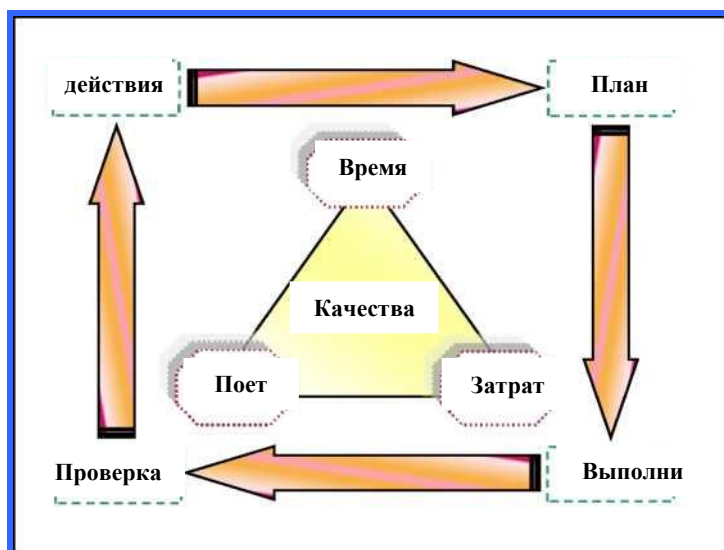 действия
План
Время
Качества
Поет
Затрат
Проверка
Выполни